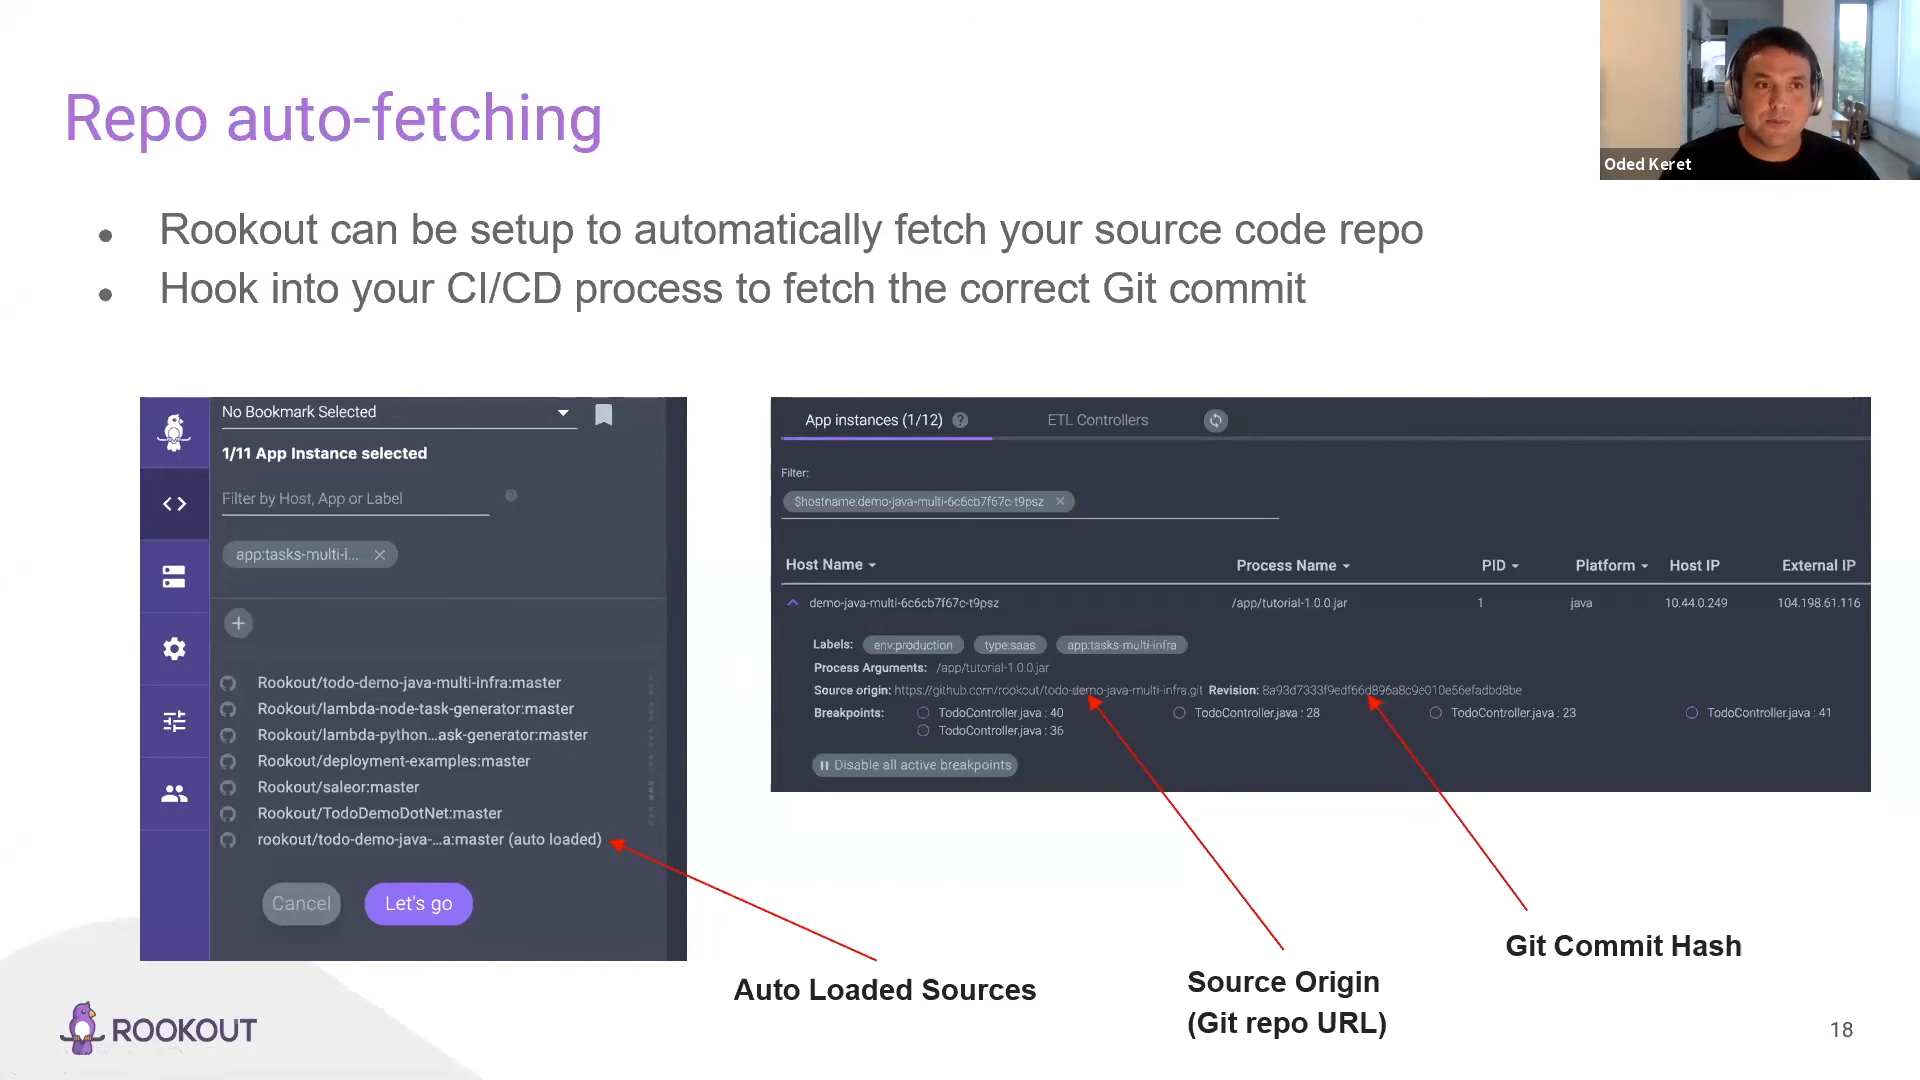 Repo auto-fetching
Oded Keret
• Rookout can be setup to automatically fetch your source code repo
• Hook into your CI/CD process to fetch the correct Git commit
No Bookmark Selected
1/11 App Instance selected
Filter by Host, App or Label
app:tasks-multi-i...
Rookout/todo-demo-java-multi-infra:master
Rookout/lambda-node-task-generator:master
Rookout/lambda-python...ask-generator:master
Rookout/deployment-examples:master
Rookout/saleor:master
Rookout/TodoDemoDotNet:master
rookout/todo-demo-java-...a:master (auto loaded)
Cancel Let's go
App instances (1/12) ETL Controllers
Filter:
$hostname:demo-java-multi-6c6cb7f67c-t9psz
Host Name Process Name PID Platform Host IP External IP
demo-java-multi-6c6cb7f67c-t9psz /app/tutorial-1.0.0.jar 1 java 10.44.0.249 104.198.61.116
Labels: env:production type:saas app:tasks-multi-infra
Process Arguments: /app/tutorial-1.0.0.jar
Source origin: https://github.com/rookout/todo-demo-java-multi-infra.git Revision: 8a93d7333f9edf66d896a8c9e010e56efadbd8be
Breakpoints: TodoController.java : 40 TodoController.java : 28 TodoController.java : 23 TodoController.java : 41
TodoController.java : 36
Disable all active breakpoints
Auto Loaded Sources
Source Origin
(Git repo URL)
Git Commit Hash
ROOKOUT
18